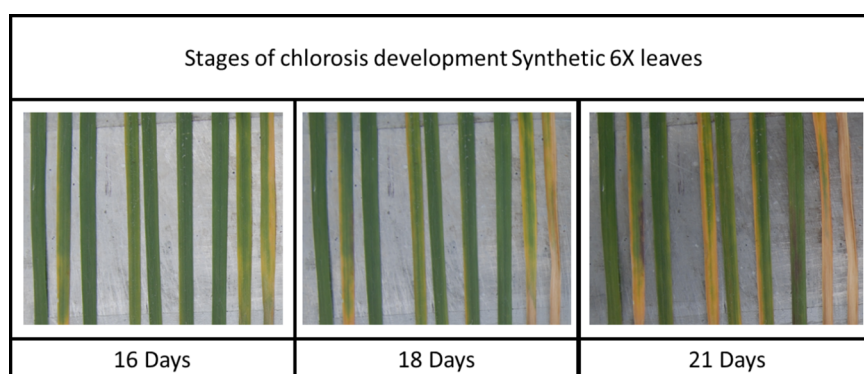 Stages of chlorosis development Synthetic 6X leaves
16 Days
18 Days
21 Days